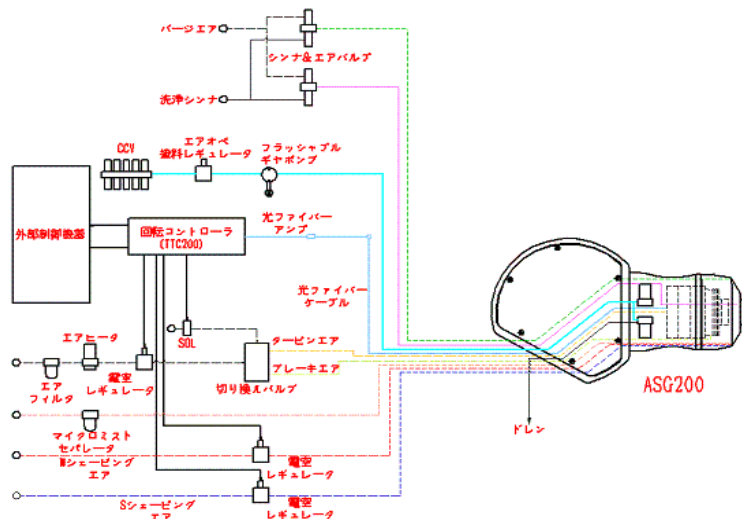 パージエア
シンナ&エアバルブ
洗浄シンナ
CCV
エアオペ
塗料レギュレータ
フラッシャブル
ギヤポンプ
外部制御機器
回転コントローラ
(TTC200)
光ファイバー
アンプ
光ファイバー
ケーブル
SOL
エアヒータ
タービンエア
ブレーキエア
エア
フィルタ
電空
レギュレータ
切り換えバルブ
ASG200
ドレン
マイクロミスト
セパレータ
Wシェーピング
エア
電空
レギュレータ
Sシェーピング
エア
電空
レギュレータ